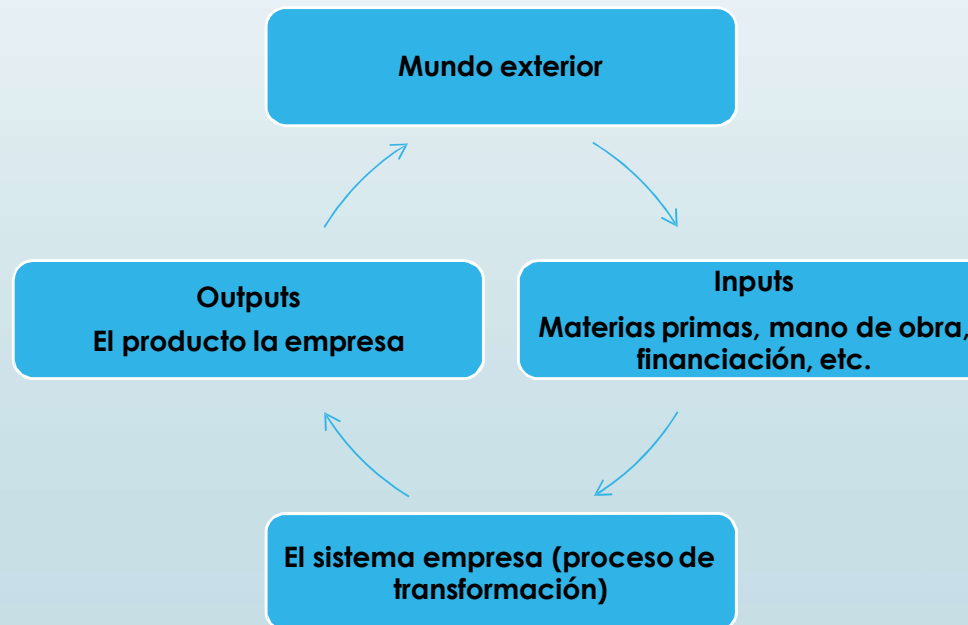 Mundo exterior
Outputs
El producto la empresa
Inputs
Materias primas, mano de obra,
financiación, etc.
El sistema empresa (proceso de
transformación)